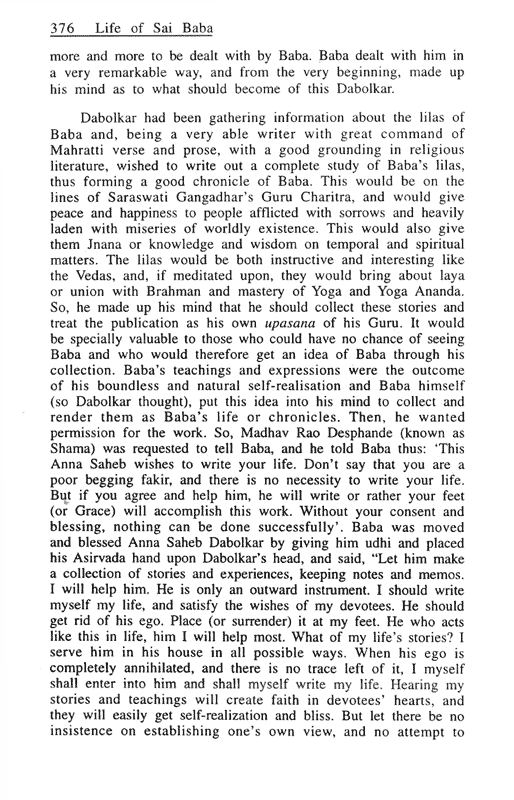 376 Life of Sai Baba
more and more to be dealt with by Baba. Baba dealt with him in
a very remarkable way, and from the very beginning, made up
his mind as to what should become of this Dabolkar.
Dabolkar had been gathering information about the lilas of
Baba and, being a very able writer with great command of
Mahratti verse and prose, with a good grounding in religious
literature, wished to write out a complete study of Baba's lilas,
thus forming a good chronicle of Baba. This would be on the
lines of Saraswati Gangadhar's Guru Charitra, and would give
peace and happiness to people afflicted with sorrows and heavily
laden with miseries of worldly existence. This would also give
them Jnana or knowledge and wisdom on temporal and spiritual
matters. The lilas would be both instructive and interesting like
the Vedas, and, if meditated upon, they would bring about laya
or union with Brahman and mastery of Yoga and Yoga Ananda.
So, he made up his mind that he should collect these stories and
treat the publication as his own upasana of his Guru. It would
be specially valuable to those who could have no chance of seeing
Baba and who would therefore get an idea of Baba through his
collection. Baba's teachings and expressions were the outcome
of his boundless and natural self-realisation and Baba himself
(so Dabolkar thought), put this idea into his mind to collect and
render them as Baba's life or chronicles. Then, he wanted
permission for the work. So, Madhav Rao Desphande (known as
Shama) was requested to tell Baba, and he told Baba thus: 'This
Anna Saheb wishes to write your life. Don't say that you are a
poor begging fakir, and there is no necessity to write your life.
But if you agree and help him, he will write or rather your feet
(or Grace) will accomplish this work. Without your consent and
blessing, nothing can be done successfully'. Baba was moved
and blessed Anna Saheb Dabolkar by giving him udhi and placed
his Asirvada hand upon Dabolkar's head, and said, "Let him make
a collection of stories and experiences, keeping notes and memos.
I will help him. He is only an outward instrument. I should write
myself my life, and satisfy the wishes of my devotees. He should
get rid of his ego. Place (or surrender) it at my feet. He who acts
like this in life, him I will help most. What of my life's stories? I
serve him in his house in all possible ways. When his ego is
completely annihilated, and there is no trace left of it, I myself
shall enter into him and shall myself write my life. Hearing my
stories and teachings will create faith in devotees' hearts, and
they will easily get self-realization and bliss. But let there be no
insistence on establishing one's own view, and no attempt to